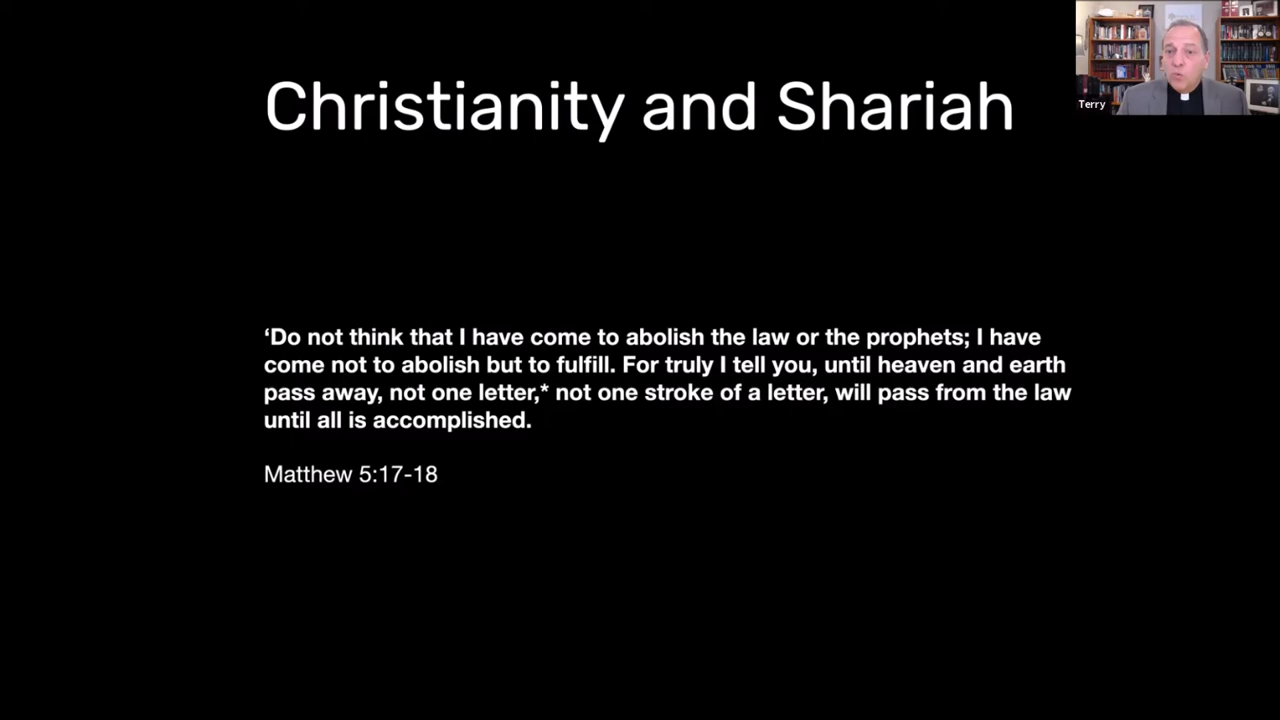 Christianity and Shariah
Terry
‘Do not think that I have come to abolish the law or the prophets; I have
come not to abolish but to fulfill. For truly I tell you, until heaven and earth
pass away, not one letter,* not one stroke of a letter, will pass from the law
until all is accomplished.
Matthew 5:17-18